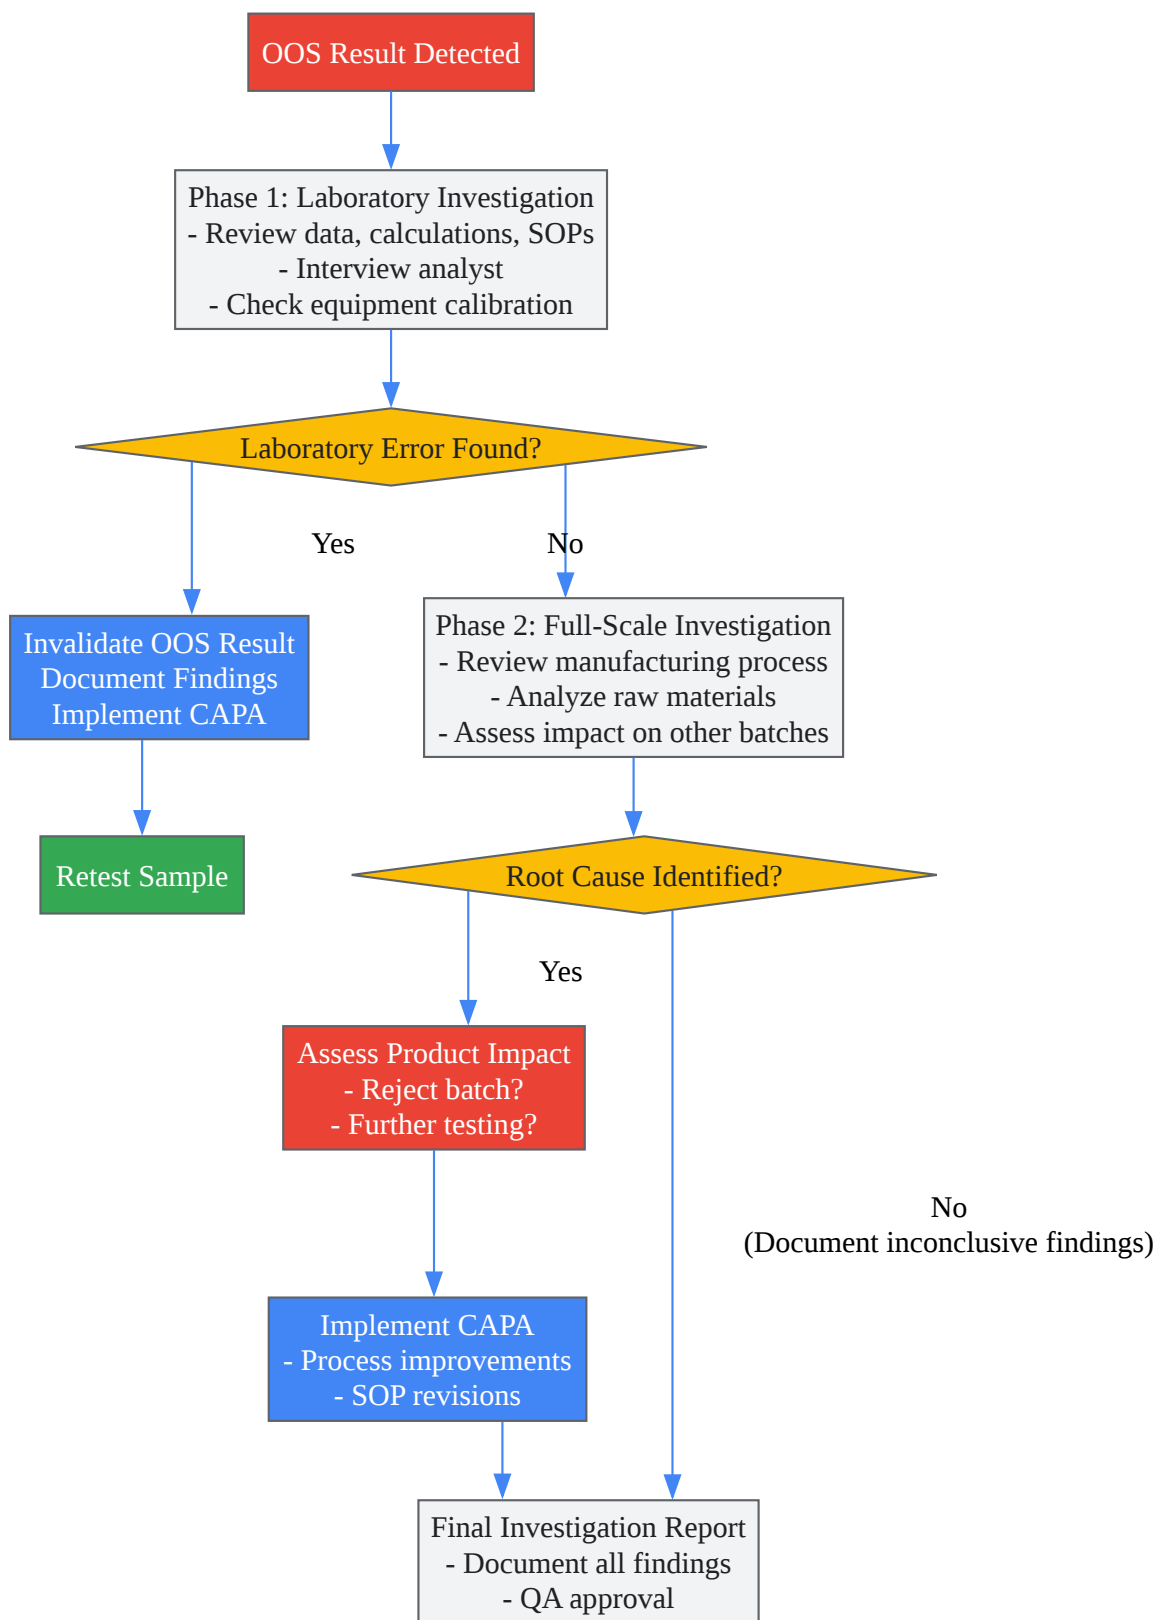 OOS Result Detected
Phase 1: Laboratory Investigation
- Review data, calculations, SOPs
- Interview analyst
- Check equipment calibration
Laboratory Error Found?
Yes
No
Invalidate OOS Result
Document Findings
Implement CAPA
Phase 2: Full-Scale Investigation
- Review manufacturing process
- Analyze raw materials
- Assess impact on other batches
Retest Sample
Root Cause Identified?
Yes
Assess Product Impact
- Reject batch?
- Further testing?
No
(Document inconclusive findings)
Implement CAPA
- Process improvements
- SOP revisions
Final Investigation Report
- Document all findings
- QA approval